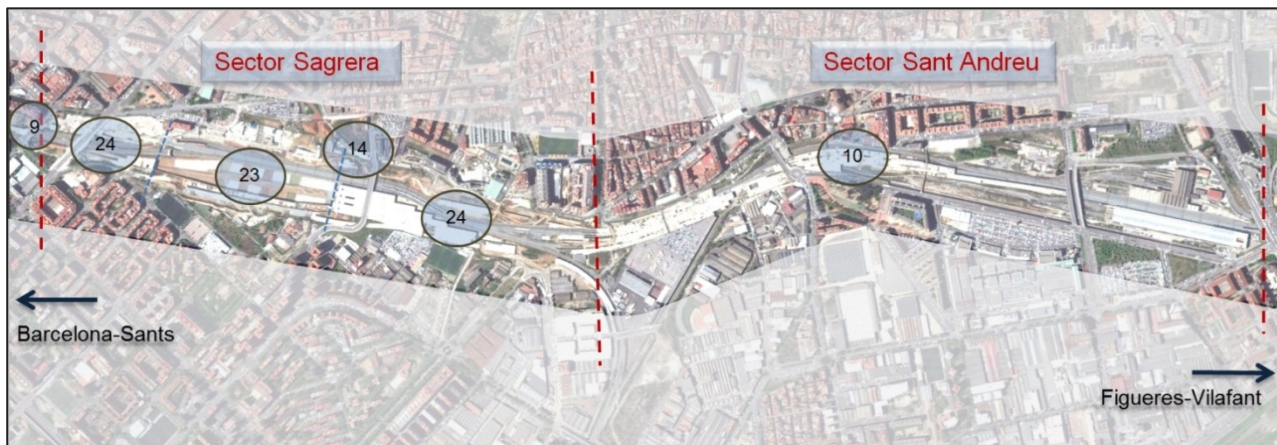 Sector Sagrera
Sector Sant Andreu
9
24
14
10
23
24
Barcelona-Sants
Figueres-Vilafant